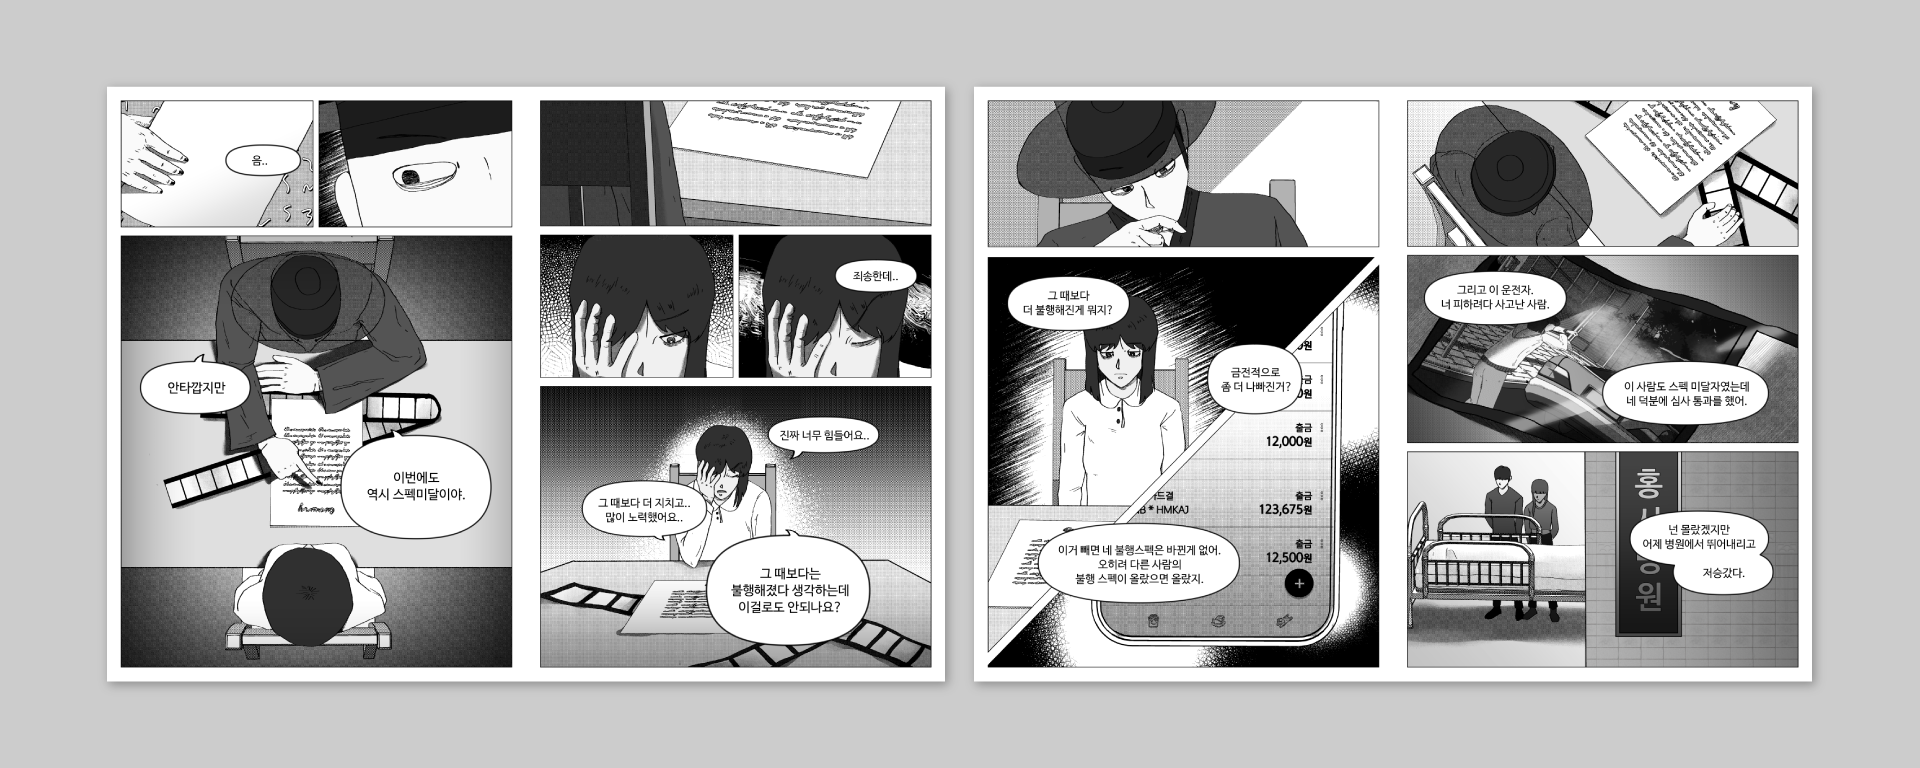 음..
안타깝지만
이번에도
역시 스펙미달이야.
죄송한데..
진짜 너무 힘들어요..
그 때보다 더 지치고..
많이 노력했어요..
그 때보다는
불행해졌다 생각하는데
이걸로도 안되나요?
그 때보다
더 불행해진게 뭐지?
금전적으로
좀 더 나빠진거?
원
금
원
출금
12,000원
드결
출금
B * HMKAJ
123,675원
출금
12,500원
+
이거 빼면 네 불행스펙은 바뀐게 없어.
오히려 다른 사람의
불행 스펙이 올랐으면 올랐지.
그리고 이 운전자.
너 피하려다 사고난 사람.
이 사람도 스펙 미달자였는데
네 덕분에 심사 통과를 했어.
홍
원
넌 몰랐겠지만
어제 병원에서 뛰어내리고
저승갔다.